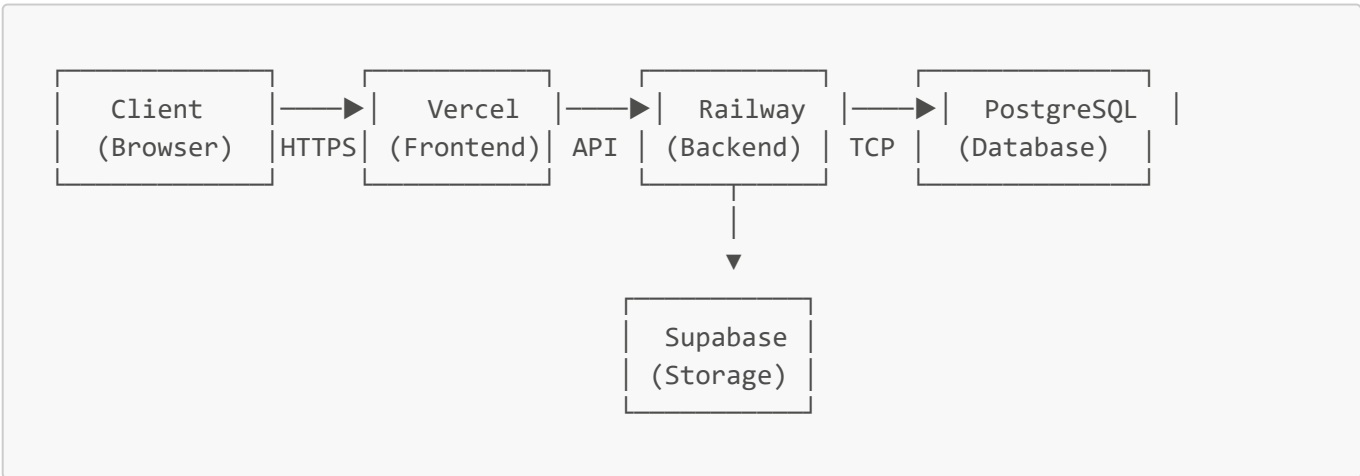 Client Vercel Railway PostgreSQL
(Browser) HTTPS (Frontend) API (Backend) TCP (Database)
Supabase
(Storage)